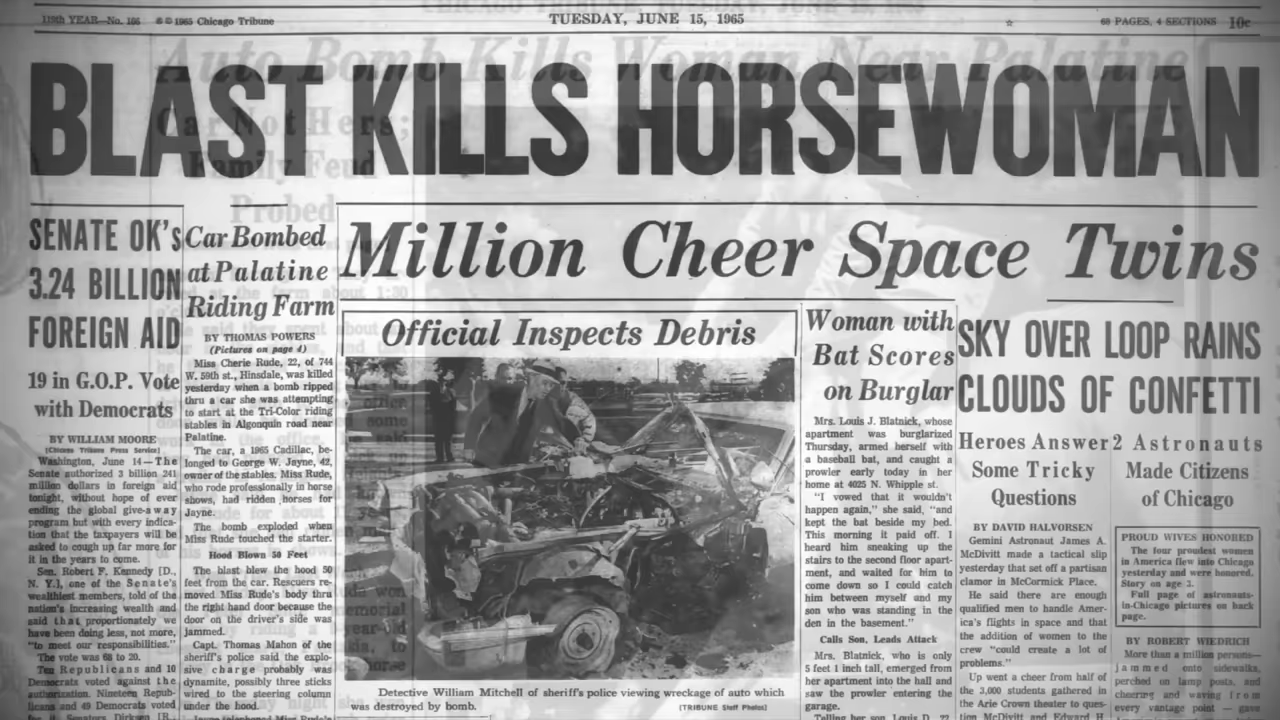 119th YEAR—No. 166 © 1965 Chicago Tribune
TUESDAY, JUNE 15, 1965
68 PAGES, 4 SECTIONS 10c
Auto Bomb Kills Woman Near Palatine
Car Not Hers;
Family Feud
Probed
BLAST KILLS HORSEWOMAN
SENATE OK's
3.24 BILLION
FOREIGN AID
19 in G.O.P. Vote
with Democrats
BY WILLIAM MOORE
[Chicago Tribune Press Service]
Washington, June 14—The
Senate authorized 3 billion 241
million dollars in foreign aid
tonight, without hope of ever
ending the global give-away
program but with every indica-
tion that the taxpayers will be
asked to cough up far more for
it in the years to come.
Sen. Robert F. Kennedy [D.,
N. Y.], one of the Senate's
wealthiest members, told of the
nation's increasing wealth and
said that proportionately we
have been doing less, not more,
"to meet our responsibilities."
The vote was 68 to 20.
Ten Republicans and 10
Democrats voted against the
authorization. Nineteen Repub-
licans and 49 Democrats voted
for it. Senators Dirksen [R.,
Car Bombed
at Palatine
Riding Farm
BY THOMAS POWERS
(Pictures on page 4)
Miss Cherie Rude, 22, of 744
W. 59th st., Hinsdale, was killed
yesterday when a bomb ripped
thru a car she was attempting
to start at the Tri-Color riding
stables in Algonquin road near
Palatine.
The car, a 1965 Cadillac, be-
longed to George W. Jayne, 42,
owner of the stables. Miss Rude,
who rode professionally in horse
shows, had ridden horses for
Jayne.
The bomb exploded when
Miss Rude touched the starter.
Hood Blown 50 Feet
The blast blew the hood 50
feet from the car. Rescuers re-
moved Miss Rude's body thru
the right hand door because the
door on the driver's side was
jammed.
Capt. Thomas Mahon of the
sheriff's police said the explo-
sive charge probably was
dynamite, possibly three sticks
wired to the steering column
under the hood.
Million Cheer Space Twins
Official Inspects Debris
Detective William Mitchell of sheriff's police viewing wreckage of auto which
was destroyed by bomb.
[TRIBUNE Staff Photos]
Woman with
Bat Scores
on Burglar
Mrs. Louis J. Blatnick, whose
apartment was burglarized
Thursday, armed herself with
a baseball bat, and caught a
prowler early today in her
home at 4025 N. Whipple st.
"I vowed that it wouldn't
happen again," she said, "and
kept the bat beside my bed.
This morning it paid off. I
heard him sneaking up the
stairs to the second floor apart-
ment, and waited for him to
come down so I could catch
him between myself and my
son who was standing in the
den in the basement."
Calls Son, Leads Attack
Mrs. Blatnick, who is only
5 feet 1 inch tall, emerged from
her apartment into the hall and
saw the prowler entering the
garage.
Telling her son, Louis D., 22,
SKY OVER LOOP RAINS
CLOUDS OF CONFETTI
Heroes Answer
Some Tricky
Questions
BY DAVID HALVORSEN
Gemini Astronaut James A.
McDivitt made a tactical slip
yesterday that set off a partisan
clamor in McCormick Place.
He said there are enough
qualified men to handle Amer-
ica's flights in space and that
the addition of women to the
crew "could create a lot of
problems."
Up went a cheer from half of
the 3,000 students gathered in
the Arie Crown theater to ques-
tion McDivitt and Edward H.
2 Astronauts
Made Citizens
of Chicago
PROUD WIVES HONORED
The four proudest women
in America flew into Chicago
yesterday and were honored.
Story on age 3.
Full page of astronauts-
in-Chicago pictures on back
page.
BY ROBERT WIEDRICH
More than a million persons—
jammed onto sidewalks,
perched on lamp posts, and
cheering and waving from
every vantage point — gave